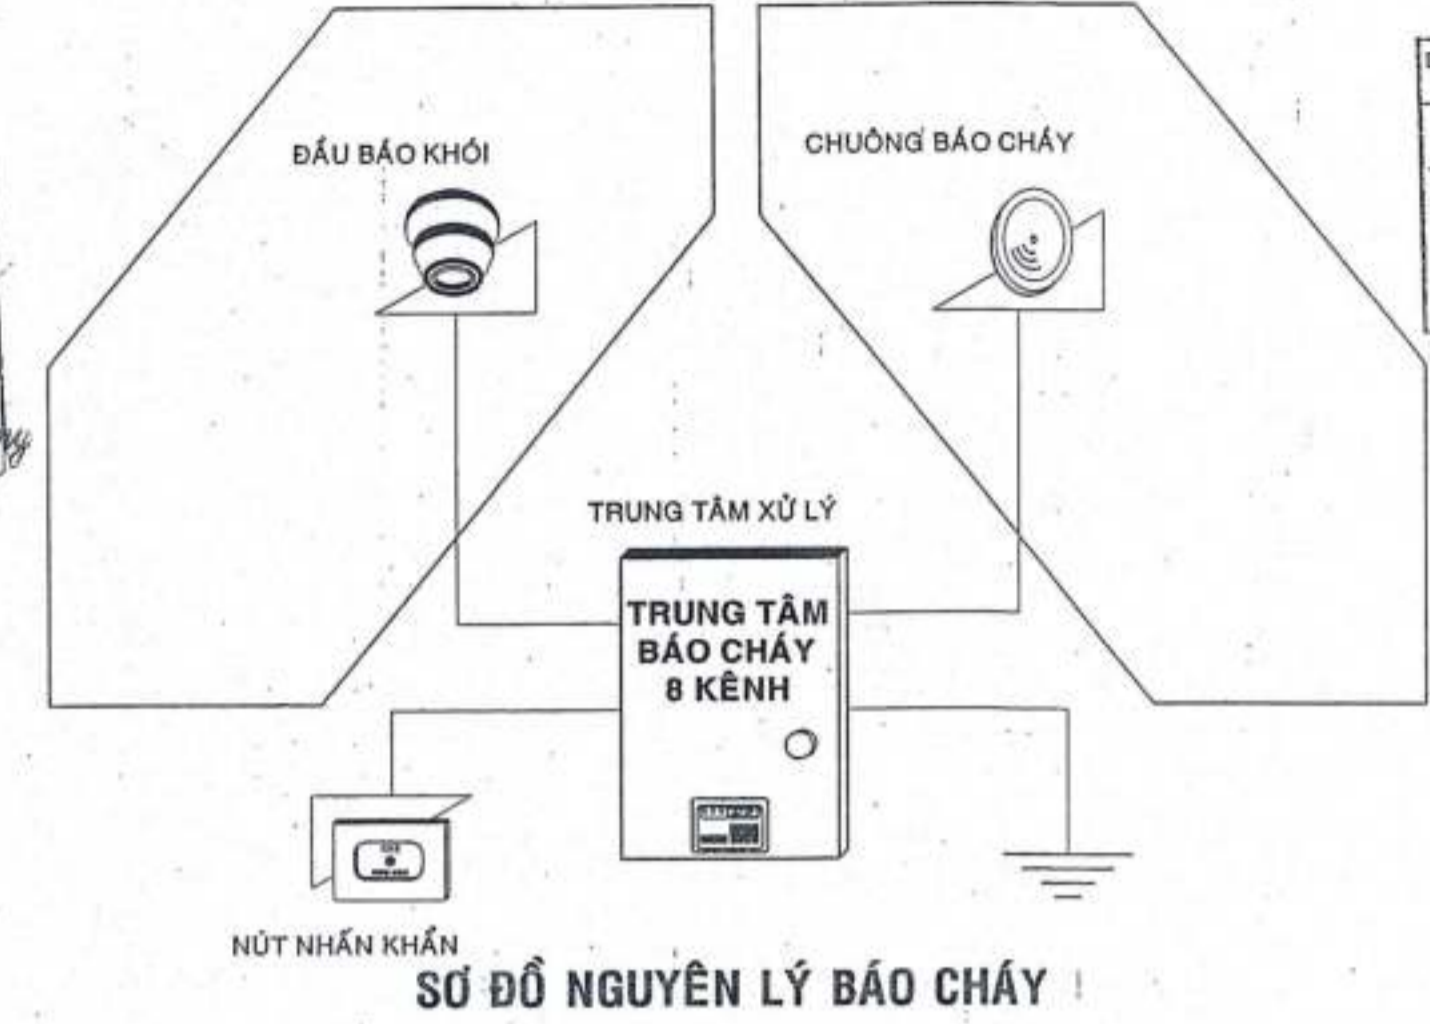 ĐẦU BÁO KHÓI
CHUÔNG BÁO CHÁY
TRUNG TÂM XỬ LÝ
TRUNG TÂM
BÁO CHÁY
8 KÊNH
NÚT NHẤN KHẨN
SƠ ĐỒ NGUYÊN LÝ BÁO CHÁY